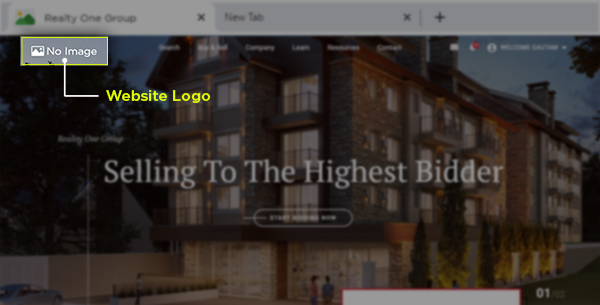 Realty One Group
New Tab
No Image
Search Buy & Sell Company Learn Resources Contact WELCOME GAUTAM
Website Logo
Realty One Group
Selling To The Highest Bidder
START BIDDING NOW
01